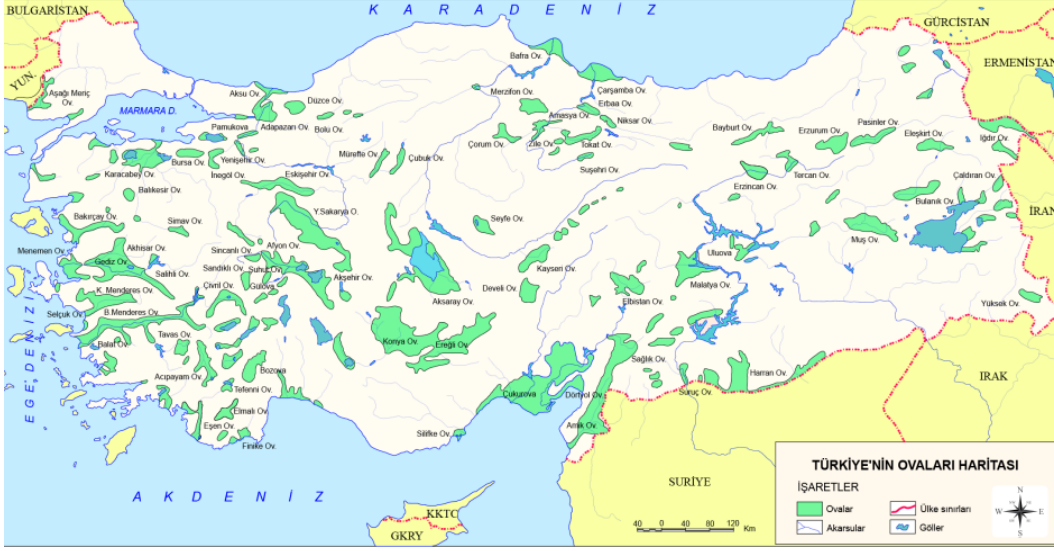 BULGARİSTAN
K A R A D E N İ Z
GÜRCİSTAN
ERMENİSTAN
YUN.
Aşağı Meriç
Ov.
MARMARA D.
Aksu Ov.
Düzce Ov.
Adapazarı Ov.
Bolu Ov.
Pamukova
Bafra Ov.
Merzifon Ov.
Çarşamba Ov.
Erbaa Ov.
Amasya Ov.
Niksar Ov.
Çorum Ov.
Zile Ov.
Tokat Ov.
Suşehri Ov.
Bayburt Ov.
Erzurum Ov.
Pasinler Ov.
Eleşkirt Ov.
Iğdır Ov.
Karacabey Ov.
Bursa Ov.
Yenişehir Ov.
İnegöl Ov.
Eskişehir Ov.
Mürefte Ov.
Çubuk Ov.
Balıkesir Ov.
Tercan Ov.
Erzincan Ov.
Çaldıran Ov.
Bulanık Ov.
İRAN
Bakırçay Ov.
Simav Ov.
Y.Sakarya O.
Seyfe Ov.
Muş Ov.
Menemen Ov.
Akhisar Ov.
Gediz Ov.
Salihli Ov.
Sincanlı Ov.
Afyon Ov.
Sandıklı Ov.
Suhut Ov.
Çivril Ov.
Gülova
Akşehir Ov.
Kayseri Ov.
Uluova
Malatya Ov.
Develi Ov.
Elbistan Ov.
Aksaray Ov.
K. Menderes Ov.
Selçuk Ov.
B.Menderes Ov.
Yüksek Ov.
Tavas Ov.
Balat Ov.
Konya Ov.
Ereğli Ov.
Sağlık Ov.
Harran Ov.
Suruç Ov.
Acıpayam Ov.
Bozova
Tefenni Ov.
Elmalı Ov.
Eşen Ov.
Finike Ov.
Silifke Ov.
Çukurova
Dörtyol Ov.
Amik Ov.
IRAK
SURİYE
E G E D E N İ Z İ
A K D E N İ Z
KKTC
GKRY
TÜRKİYE'NİN OVALARI HARİTASI
İŞARETLER
Ovalar
Ülke sınırları
Akarsular
Göller
N
W E
S
40 0 40 80 120 Km